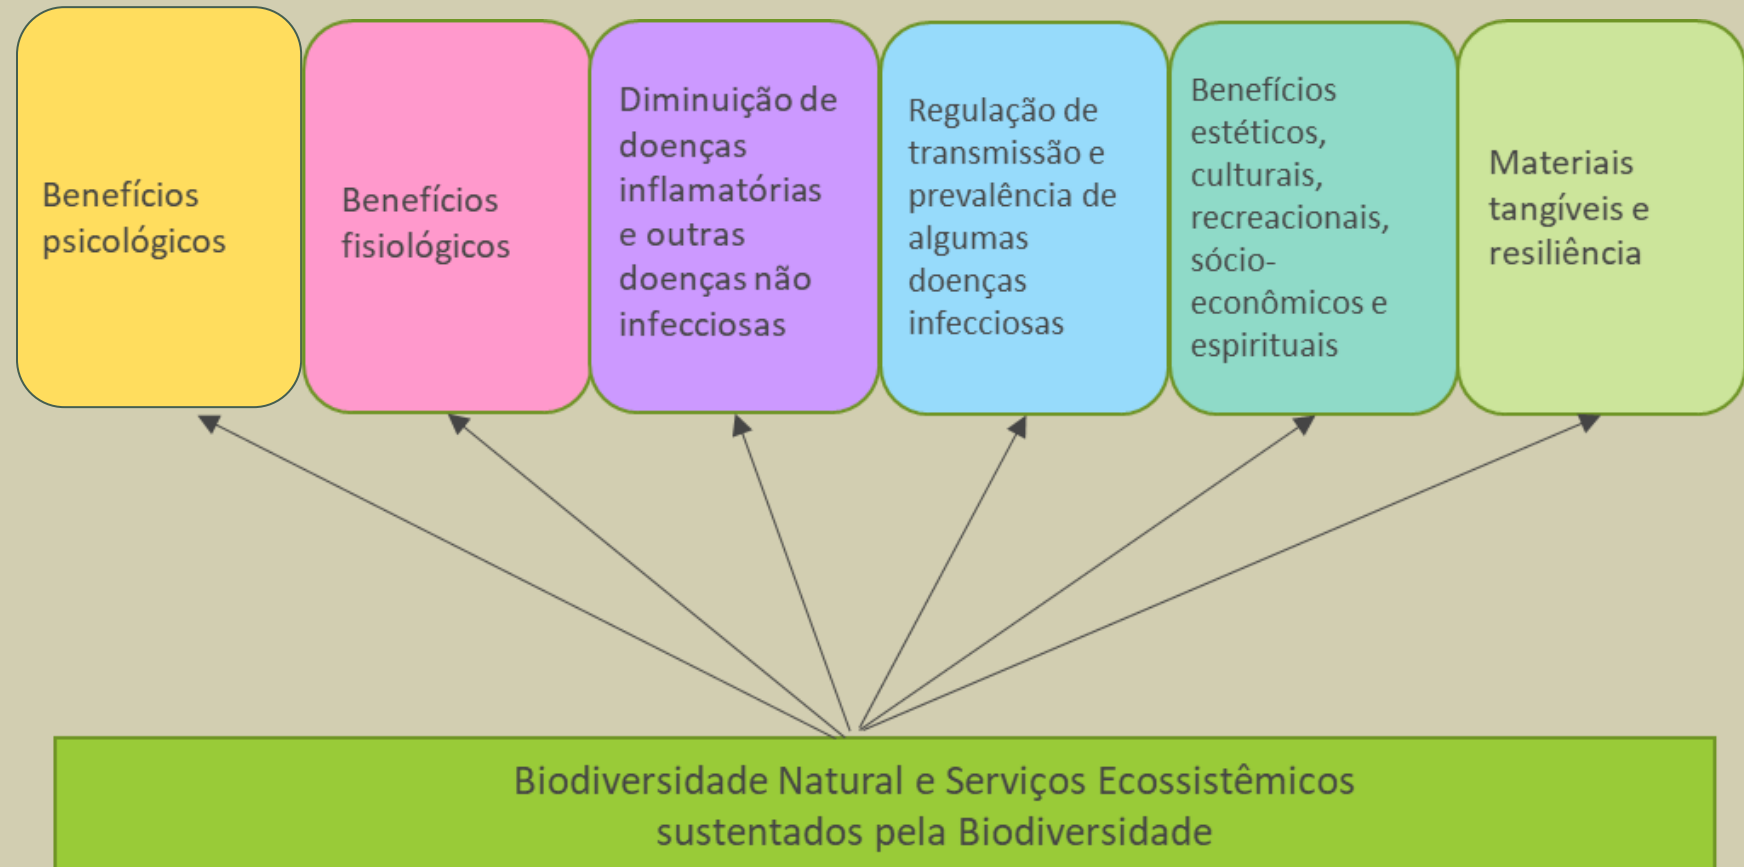 Benefícios
psicológicos
Benefícios
fisiológicos
Diminuição de
doenças
inflamatórias
e outras
doenças não
infecciosas
Regulação de
transmissão e
prevalência de
algumas
doenças
infecciosas
Benefícios
estéticos,
culturais,
recreacionais,
sócio-
econômicos e
espirituais
Materiais
tangíveis e
resiliência
Biodiversidade Natural e Serviços Ecossistêmicos
sustentados pela Biodiversidade